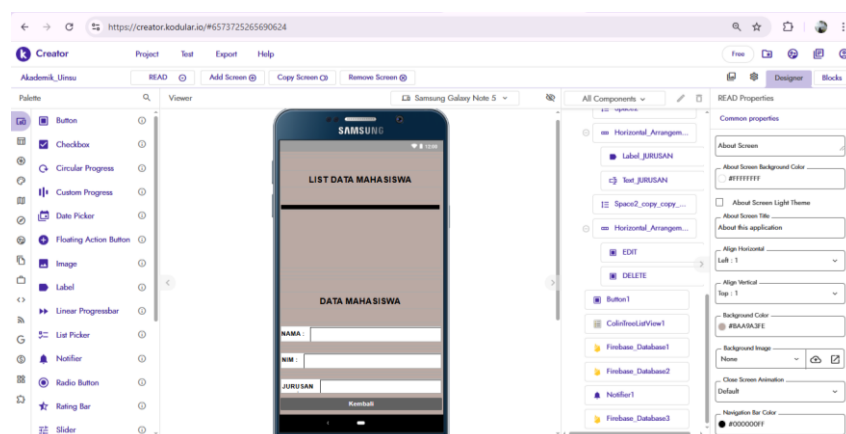 https://creator.kodular.io/#6573725265690624
Creator
Project
Test
Export
Help
Free
Akademik_Uinsu
READ
Add Screen
Copy Screen
Remove Screen
Designer
Blocks
Palette
Viewer
Samsung Galaxy Note 5
All Components
READ Properties
Button
Checkbox
Circular Progress
Custom Progress
Date Picker
Floating Action Button
Image
Label
Linear Progressbar
List Picker
Notifier
Radio Button
Rating Bar
Slider
SAMSUNG
LIST DATA MAHASISWA
DATA MAHASISWA
NAMA :
NIM :
JURUSAN
Kembali
Horizontal_Arrangem...
Label_JURUSAN
Text_JURUSAN
Space2_copy_copy_...
Horizontal_Arrangem...
EDIT
DELETE
Button1
ColinTreeListView1
Firebase_Database1
Firebase_Database2
Notifier1
Firebase_Database3
Common properties
About Screen
About Screen Background Color
#FFFFFFFF
About Screen Light Theme
About Screen Title
About this application
Align Horizontal
Left : 1
Align Vertical
Top : 1
Background Color
#BAA9A3FE
Background Image
None
Close Screen Animation
Default
Navigation Bar Color
#000000FF